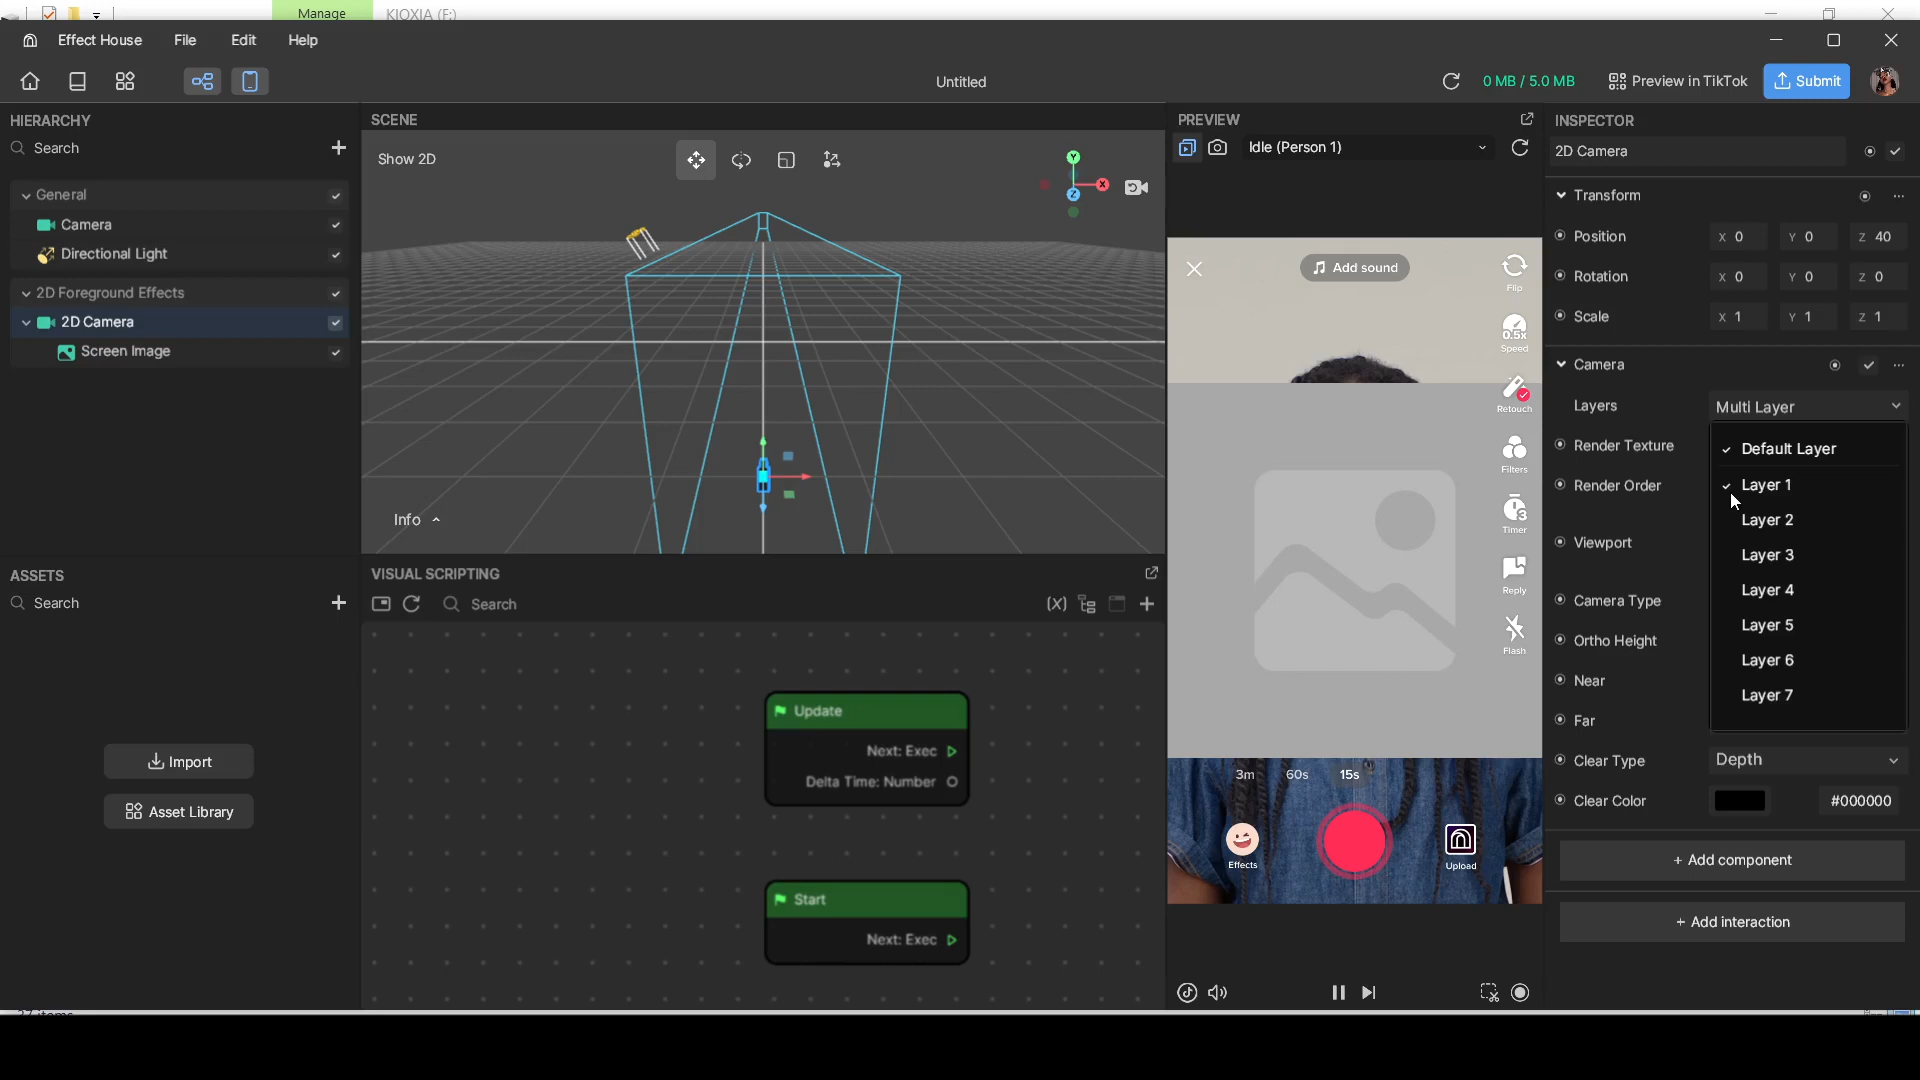 Manage
KIOXIA (F:)
Effect House
File
Edit
Help
Untitled
0 MB / 5.0 MB
Preview in TikTok
Submit
HIERARCHY
Search
General
Camera
Directional Light
2D Foreground Effects
2D Camera
Screen Image
ASSETS
Search
Import
Asset Library
SCENE
Show 2D
Y
X
Z
Info
VISUAL SCRIPTING
Search
(X)
Update
Next: Exec
Delta Time: Number
Start
Next: Exec
PREVIEW
Idle (Person 1)
Add sound
Flip
0.5x
Speed
Retouch
Filters
3
Timer
Reply
Flash
3m 60s 15s
Effects
Upload
INSPECTOR
2D Camera
Transform
Position X 0 Y 0 Z 40
Rotation X 0 Y 0 Z 0
Scale X 1 Y 1 Z 1
Camera
Layers Multi Layer
Render Texture
Render Order
Viewport
Camera Type
Ortho Height
Near
Far
Default Layer
Layer 1
Layer 2
Layer 3
Layer 4
Layer 5
Layer 6
Layer 7
Clear Type Depth
Clear Color #000000
+ Add component
+ Add interaction